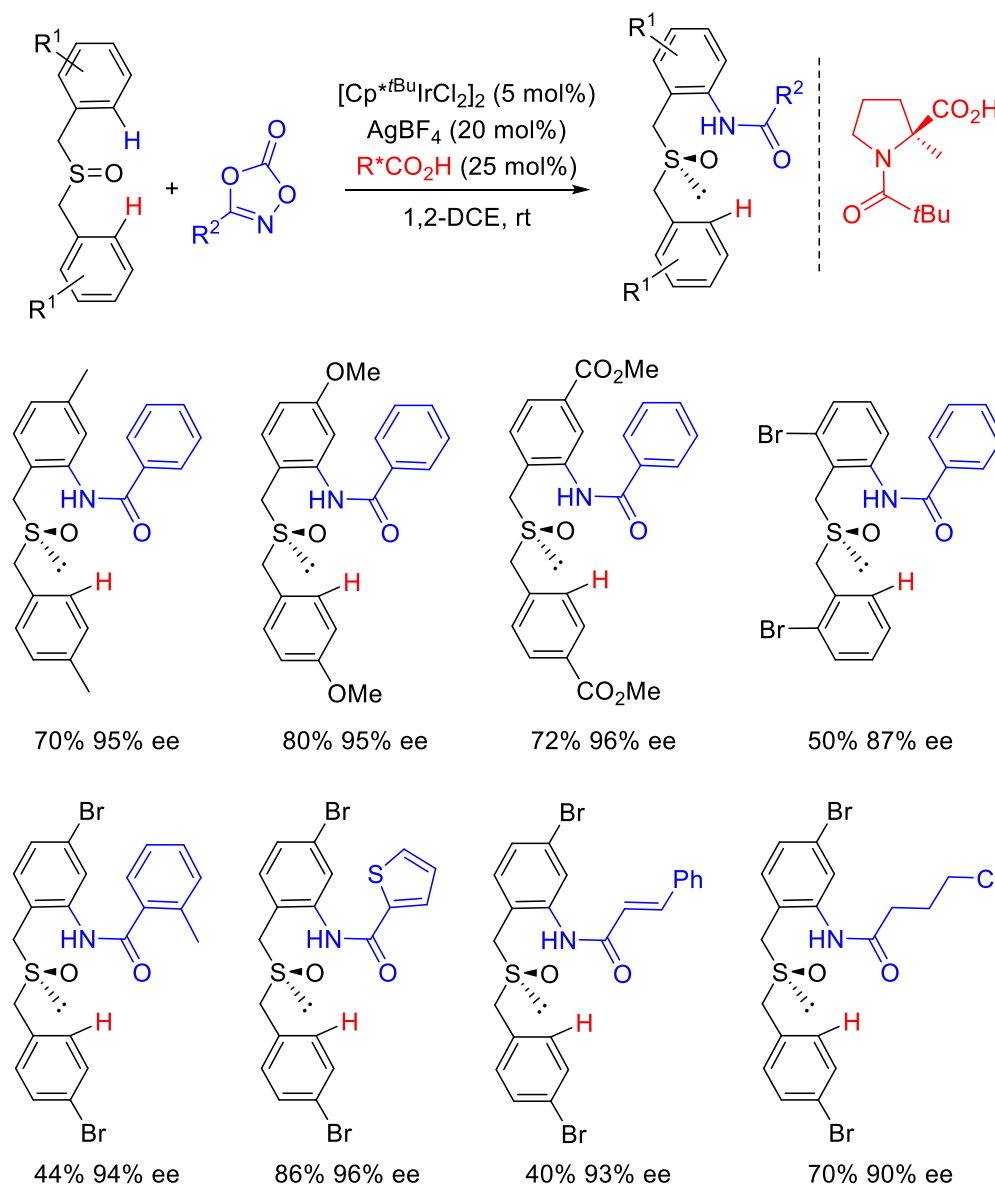 R¹
H
S=O
H
R¹
+
O
O
O
N
R²
[Cp*ᵗᴮᵘIrCl₂]₂ (5 mol%)
AgBF₄ (20 mol%)
R*CO₂H (25 mol%)
1,2-DCE, rt
R¹
R²
HN
O
S
O
H
R¹
CO₂H
N
O
tBu
HN
O
S
O
H
OMe
HN
O
S
O
H
OMe
CO₂Me
HN
O
S
O
H
CO₂Me
Br
HN
O
S
O
H
Br
70% 95% ee
80% 95% ee
72% 96% ee
50% 87% ee
Br
HN
O
S
O
H
Br
Br
S
HN
O
S
O
H
Br
Br
Ph
HN
O
S
O
H
Br
Br
C
HN
O
S
O
H
Br
44% 94% ee
86% 96% ee
40% 93% ee
70% 90% ee